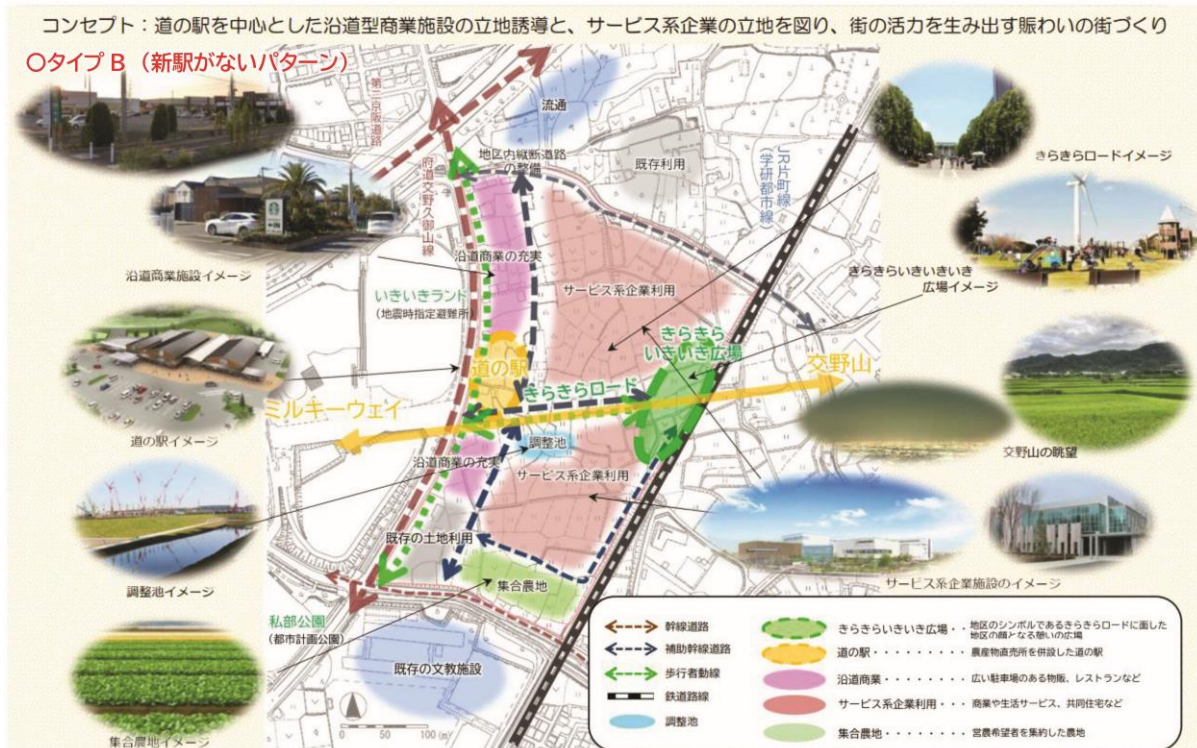 コンセプト：道の駅を中心とした沿道型商業施設の立地誘導と、サービス系企業の立地を図り、街の活力を生み出す賑わいの街づくり
〇タイプB（新駅がないパターン）
第二京阪道路
流通
既存利用
JR片町線
（学研都市線）
きらきらロードイメージ
地区内縦断道路
の整備
府道交野久御山線
沿道商業施設イメージ
沿道商業の充実
サービス系企業利用
きらきらいきいきいき
広場イメージ
いきいきランド
（地震時指定避難所）
きらきら
いきいき広場
道の駅
きらきらロード
交野山
ミルキーウェイ
道の駅イメージ
調整池
交野山の眺望
沿道商業の充実
サービス系企業利用
既存の土地利用
調整池イメージ
サービス系企業施設のイメージ
集合農地
私部公園
（都市計画公園）
既存の文教施設
集合農地イメージ
0 50 100（m）
幹線道路
補助幹線道路
歩行者動線
鉄道路線
調整池
きらきらいきいき広場・・地区のシンボルであるきらきらロードに面した
地区の顔となる憩いの広場
道の駅・・・・・・・・農産物直売所を併設した道の駅
沿道商業・・・・・・・広い駐車場のある物販、レストランなど
サービス系企業利用・・・商業や生活サービス、共同住宅など
集合農地・・・・・・・営農希望者を集約した農地